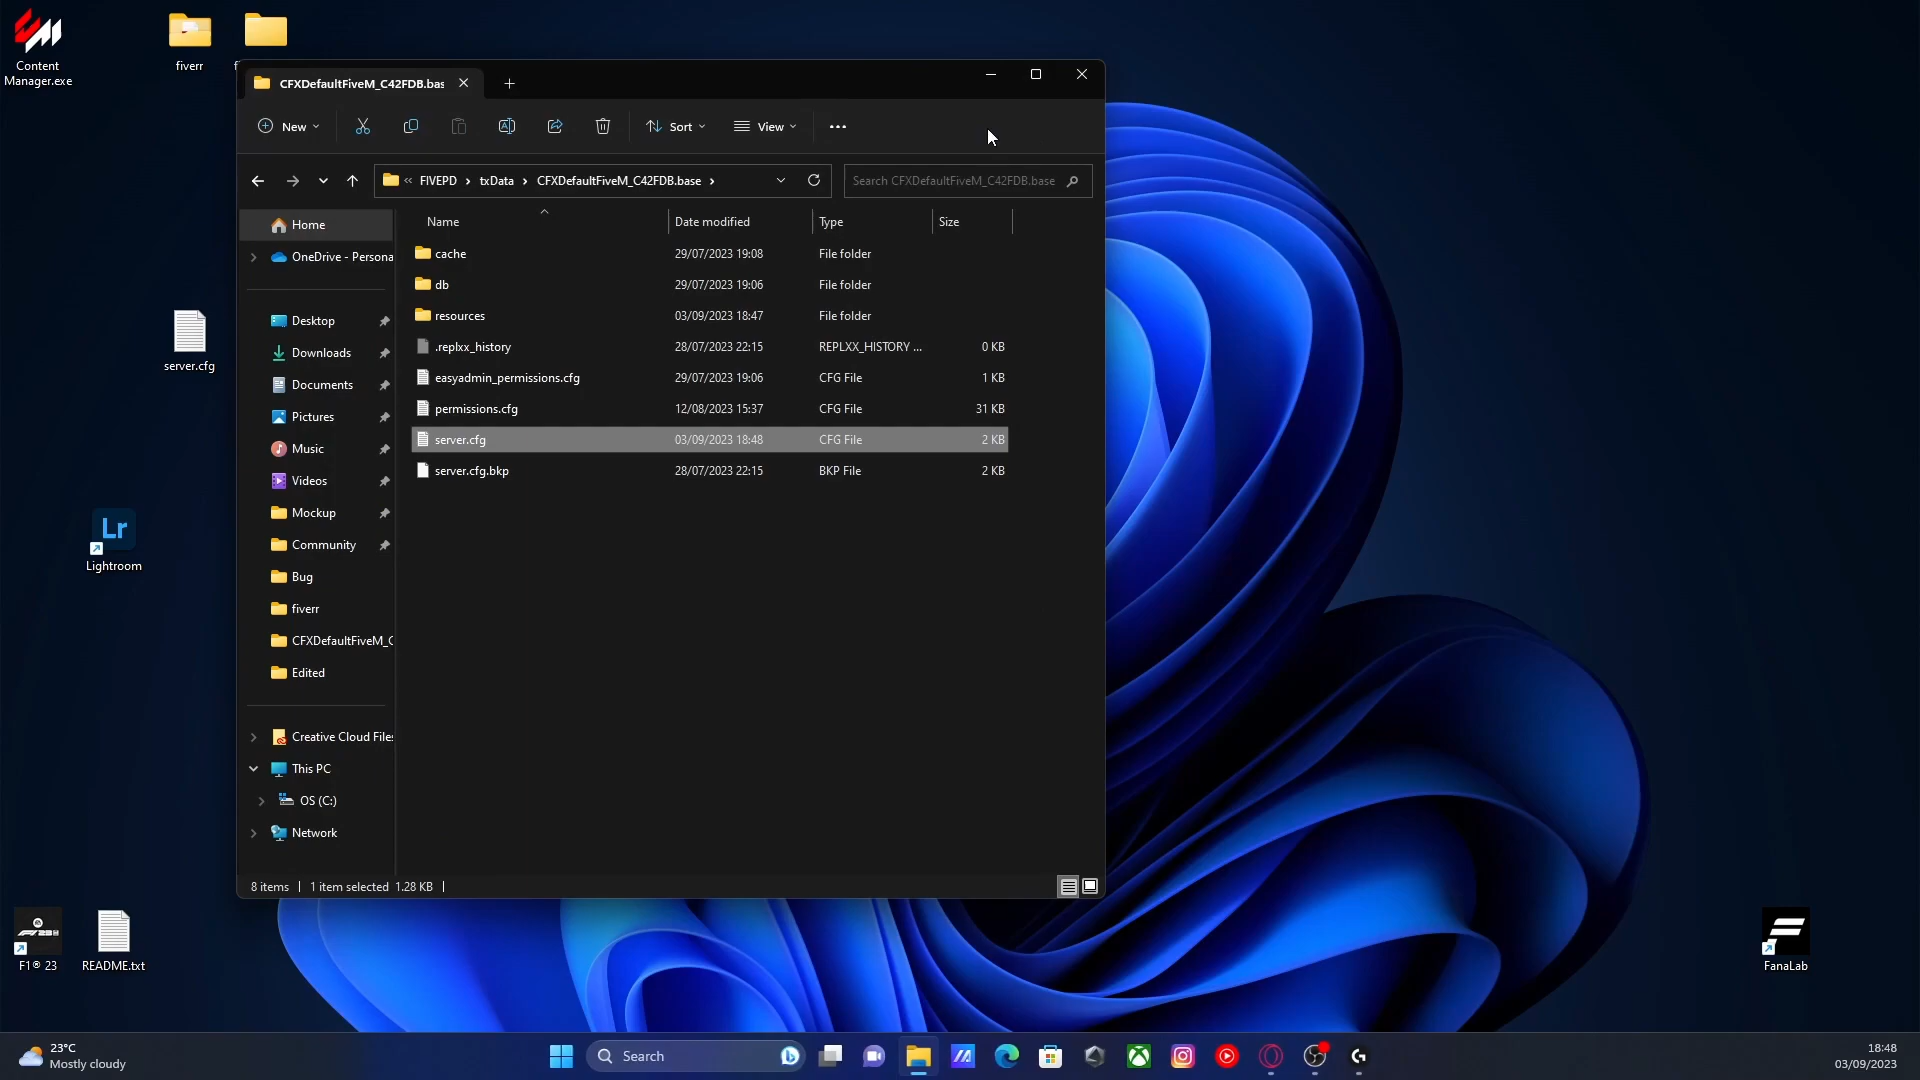 Content
Manager.exe
fiverr
CFXDefaultFiveM_C42FDB.bas
New
Sort
View
FIVEPD
txData
CFXDefaultFiveM_C42FDB.base
Search CFXDefaultFiveM_C42FDB.base
Name
Date modified
Type
Size
Home
OneDrive - Persona
Desktop
Downloads
Documents
Pictures
Music
Videos
Mockup
Community
Bug
fiverr
CFXDefaultFiveM_C
Edited
Creative Cloud Files
This PC
OS (C:)
Network
cache 29/07/2023 19:08 File folder
db 29/07/2023 19:06 File folder
resources 03/09/2023 18:47 File folder
.replxx_history 28/07/2023 22:15 REPLXX_HISTORY ... 0 KB
easyadmin_permissions.cfg 29/07/2023 19:06 CFG File 1 KB
permissions.cfg 12/08/2023 15:37 CFG File 31 KB
server.cfg 03/09/2023 18:48 CFG File 2 KB
server.cfg.bkp 28/07/2023 22:15 BKP File 2 KB
8 items 1 item selected 1.28 KB
server.cfg
Lr
Lightroom
F1® 23
README.txt
FanaLab
23°C
Mostly cloudy
Search
18:48
03/09/2023